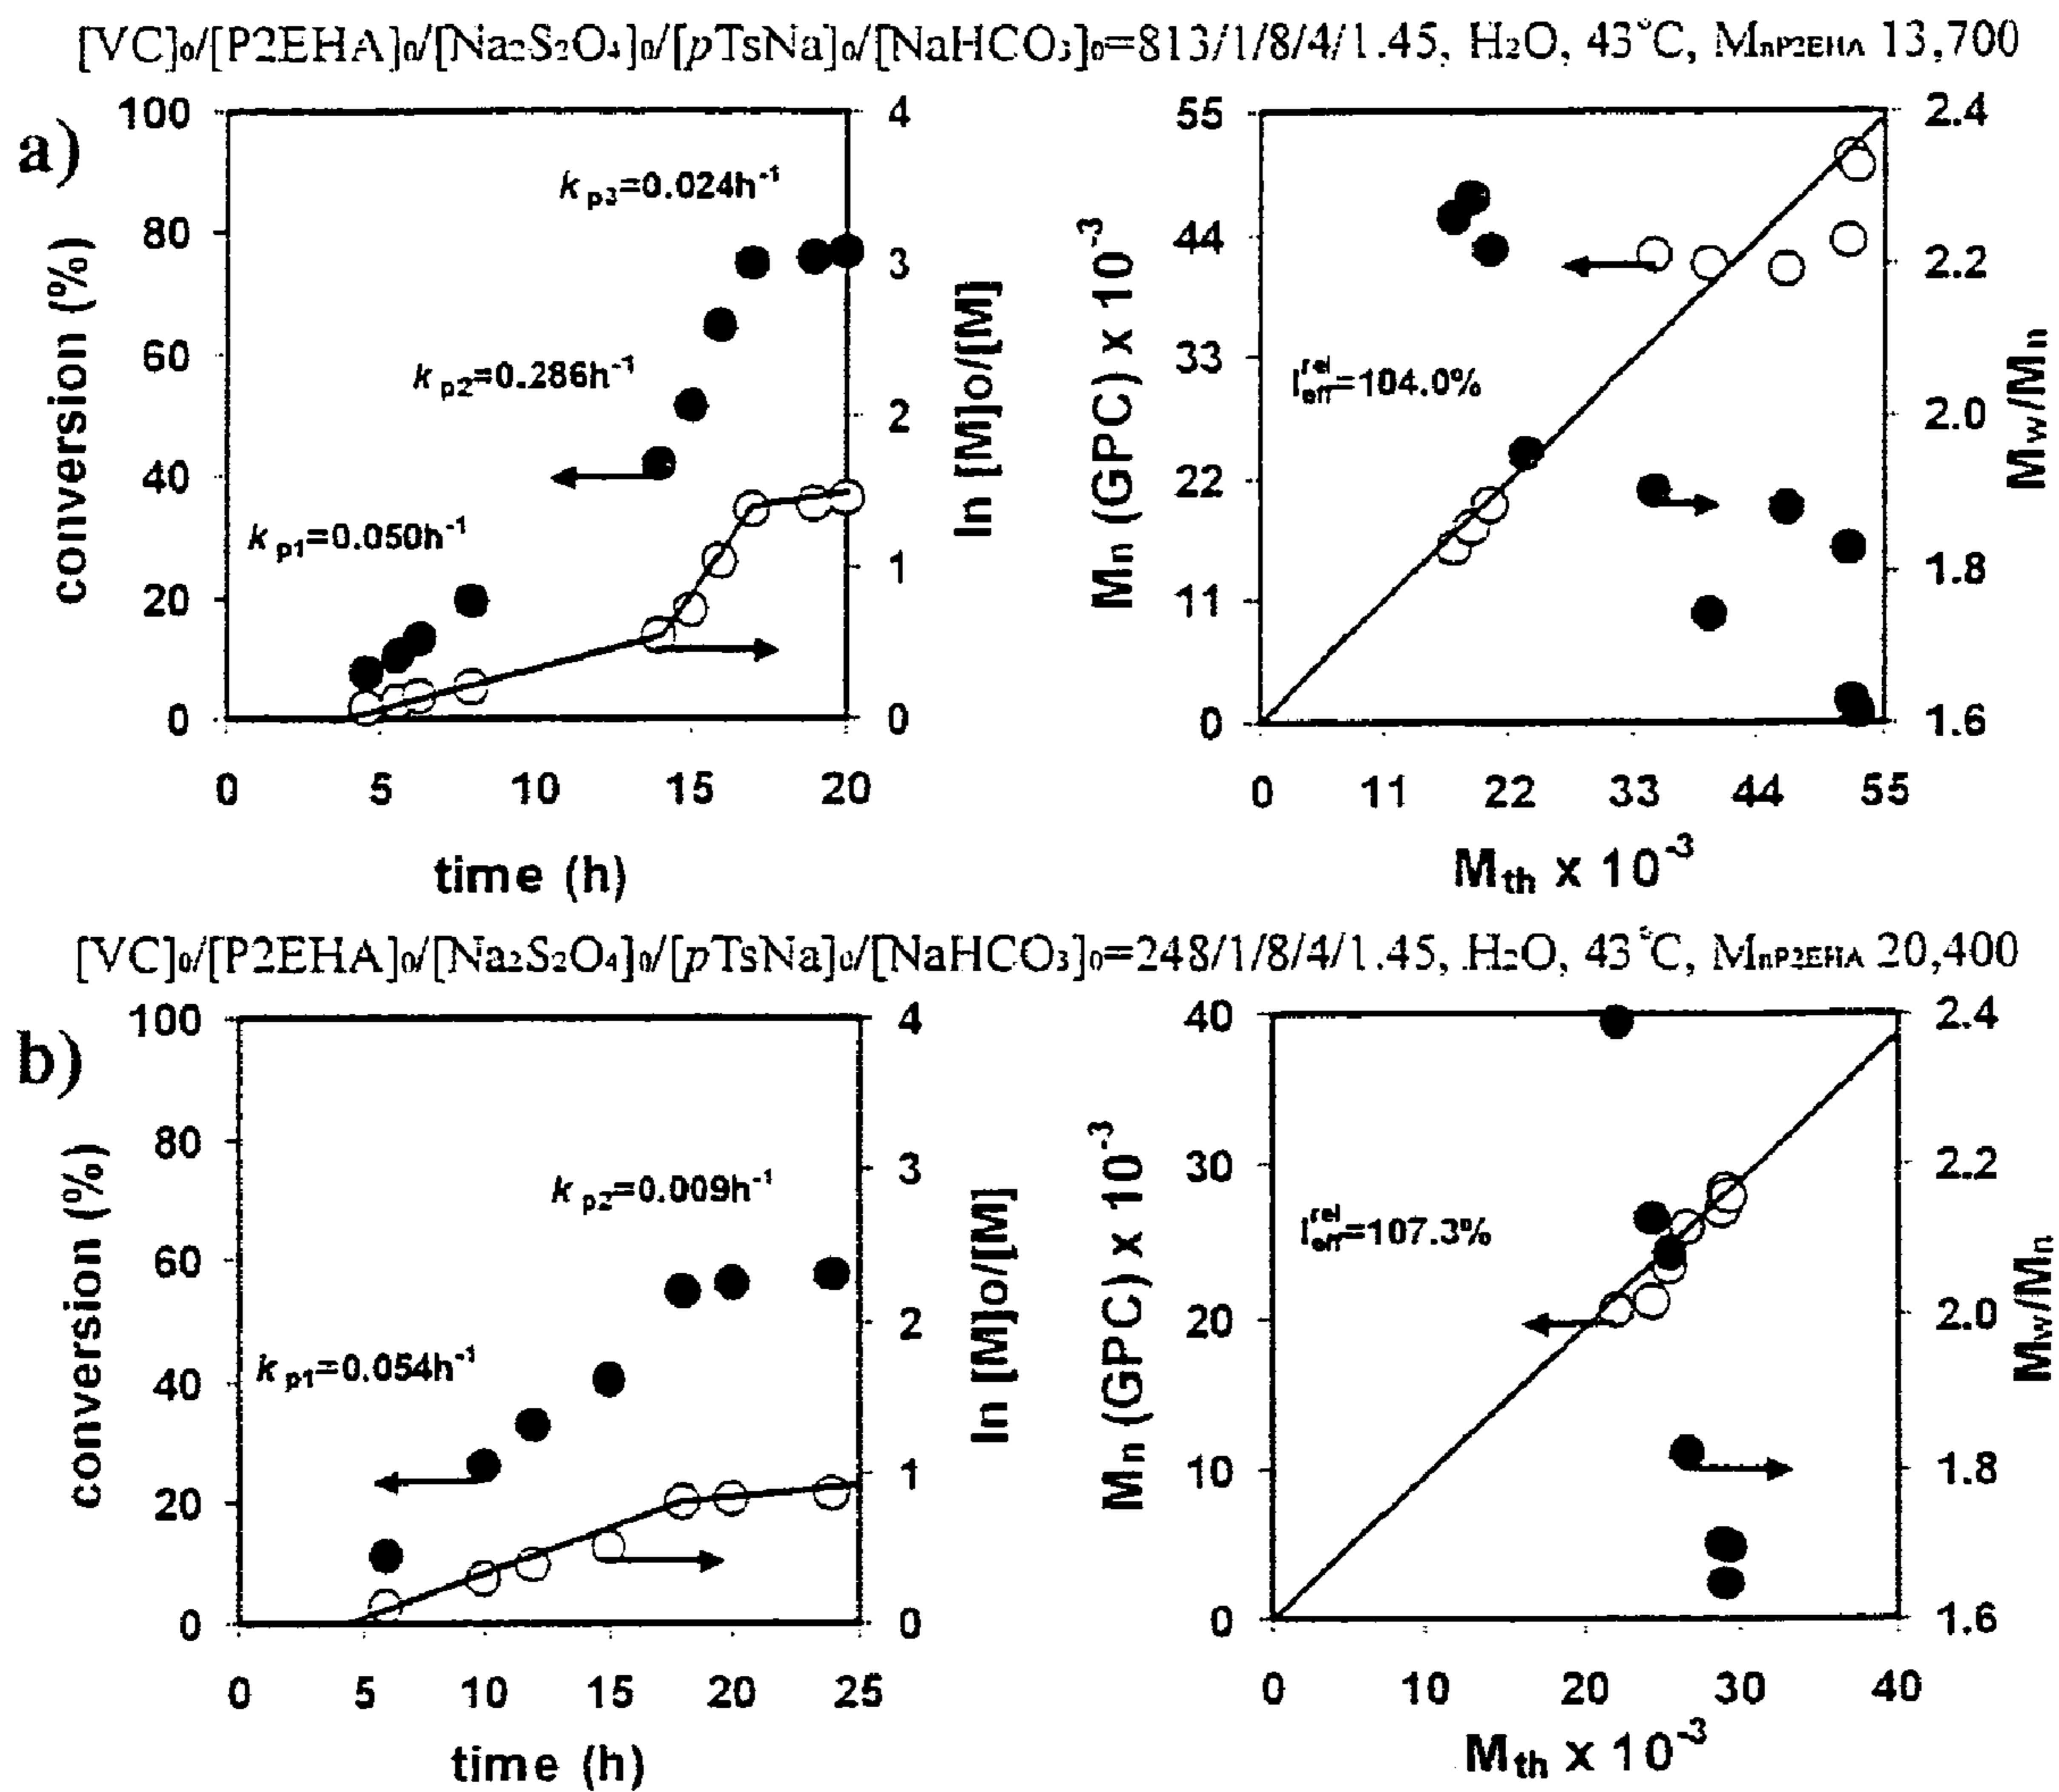 [VC]₀/[P2EHA]₀/[Na₂S₂O₄]₀/[pTsNa]₀/[NaHCO₃]₀=813/1/8/4/1.45, H₂O, 43°C, MnP2EHA 13,700
a)
100
80
60
40
20
0
conversion (%)
kp3=0.024h⁻¹
kp2=0.286h⁻¹
kp1=0.050h⁻¹
4
3
2
1
0
ln [M]o/[M]
0 5 10 15 20
time (h)
55
44
33
22
11
0
Mn (GPC) x 10⁻³
Ieffʳᵉˡ=104.0%
2.4
2.2
2.0
1.8
1.6
Mw/Mn
0 11 22 33 44 55
Mth x 10⁻³
[VC]₀/[P2EHA]₀/[Na₂S₂O₄]₀/[pTsNa]₀/[NaHCO₃]₀=248/1/8/4/1.45, H₂O, 43°C, MnP2EHA 20,400
b)
100
80
60
40
20
0
conversion (%)
kp2=0.009h⁻¹
kp1=0.054h⁻¹
4
3
2
1
0
ln [M]o/[M]
0 5 10 15 20 25
time (h)
40
30
20
10
0
Mn (GPC) x 10⁻³
Ieffʳᵉˡ=107.3%
2.4
2.2
2.0
1.8
1.6
Mw/Mn
0 10 20 30 40
Mth x 10⁻³